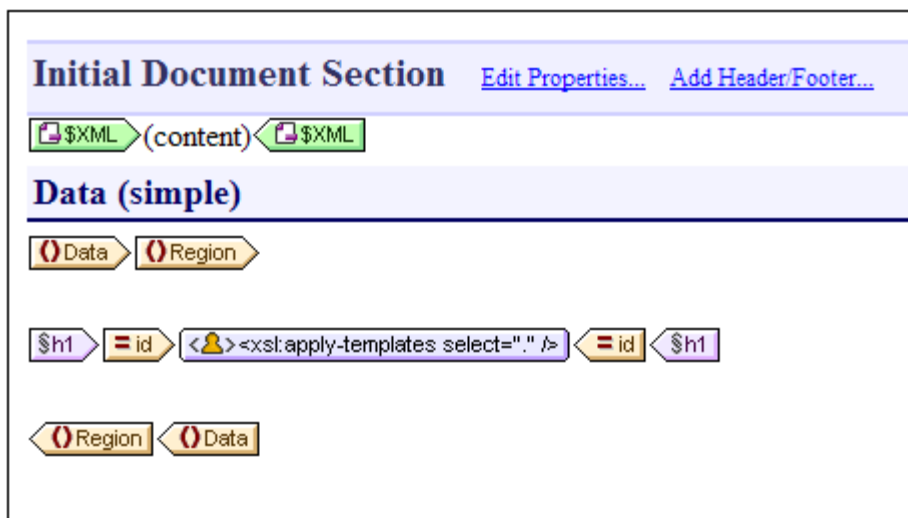 Initial Document Section Edit Properties... Add Header/Footer...
$XML (content) $XML
Data (simple)
()Data ()Region
§h1 = id <><xsl:apply-templates select="." /> = id §h1
()Region ()Data